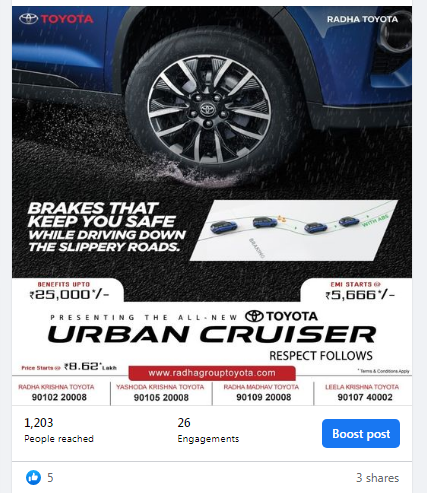 TOYOTA
RADHA TOYOTA
BRAKES THAT
KEEP YOU SAFE
WHILE DRIVING DOWN
THE SLIPPERY ROADS.
BRAKING
WITH ABS
BENEFITS UPTO
₹25,000*/-
EMI STARTS @
₹5,666*/-
PRESENTING THE ALL-NEW TOYOTA
URBAN CRUISER
RESPECT FOLLOWS
Price Starts @ ₹8.62* Lakh
www.radhagrouptoyota.com
*Terms & Conditions Apply
RADHA KRISHNA TOYOTA
90102 20008
YASHODA KRISHNA TOYOTA
90105 20008
RADHA MADHAV TOYOTA
90109 20008
LEELA KRISHNA TOYOTA
90107 40002
1,203
People reached
26
Engagements
Boost post
5
3 shares